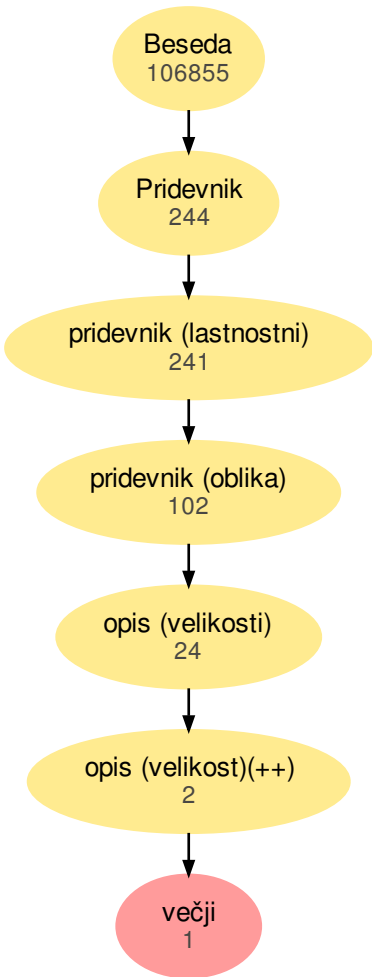 Beseda
106855
Pridevnik
244
pridevnik (lastnostni)
241
pridevnik (oblika)
102
opis (velikosti)
24
opis (velikost)(++)
2
večji
1